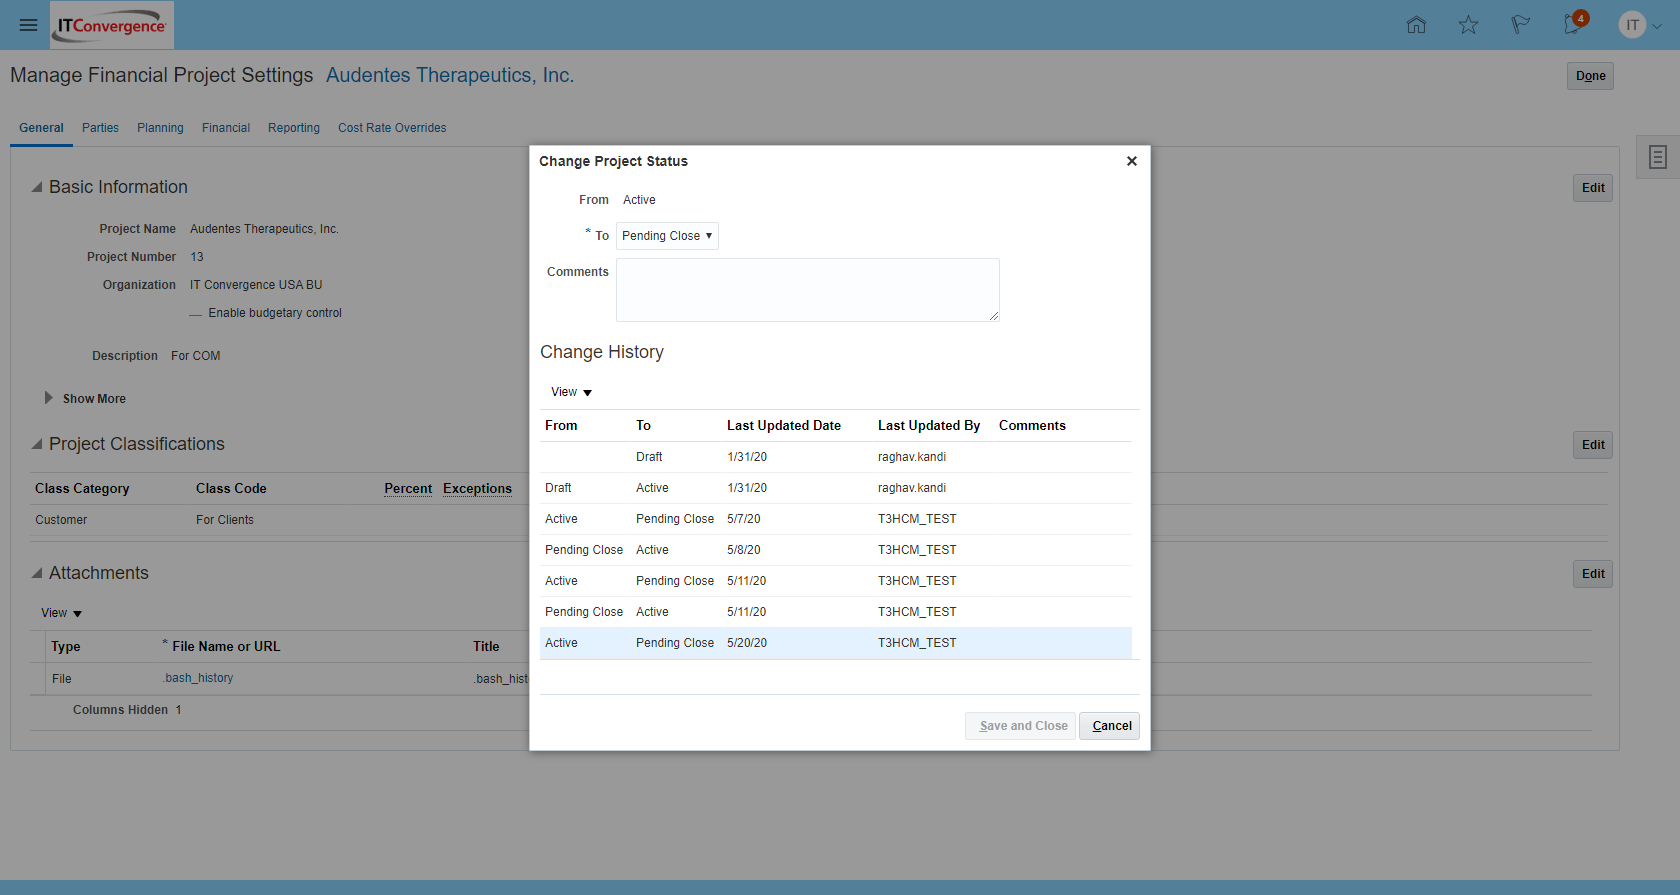 ITConvergence
4
IT
Manage Financial Project Settings Audentes Therapeutics, Inc.
Done
General Parties Planning Financial Reporting Cost Rate Overrides
Basic Information
Edit
Project Name Audentes Therapeutics, Inc.
Project Number 13
Organization IT Convergence USA BU
Enable budgetary control
Description For COM
Show More
Project Classifications
Edit
Class Category Class Code Percent Exceptions
Customer For Clients
Attachments
Edit
View
Type * File Name or URL Title
File .bash_history .bash_hist
Columns Hidden 1
Change Project Status
From Active
* To Pending Close
Comments
Change History
View
From To Last Updated Date Last Updated By Comments
Draft 1/31/20 raghav.kandi
Draft Active 1/31/20 raghav.kandi
Active Pending Close 5/7/20 T3HCM_TEST
Pending Close Active 5/8/20 T3HCM_TEST
Active Pending Close 5/11/20 T3HCM_TEST
Pending Close Active 5/11/20 T3HCM_TEST
Active Pending Close 5/20/20 T3HCM_TEST
Save and Close Cancel